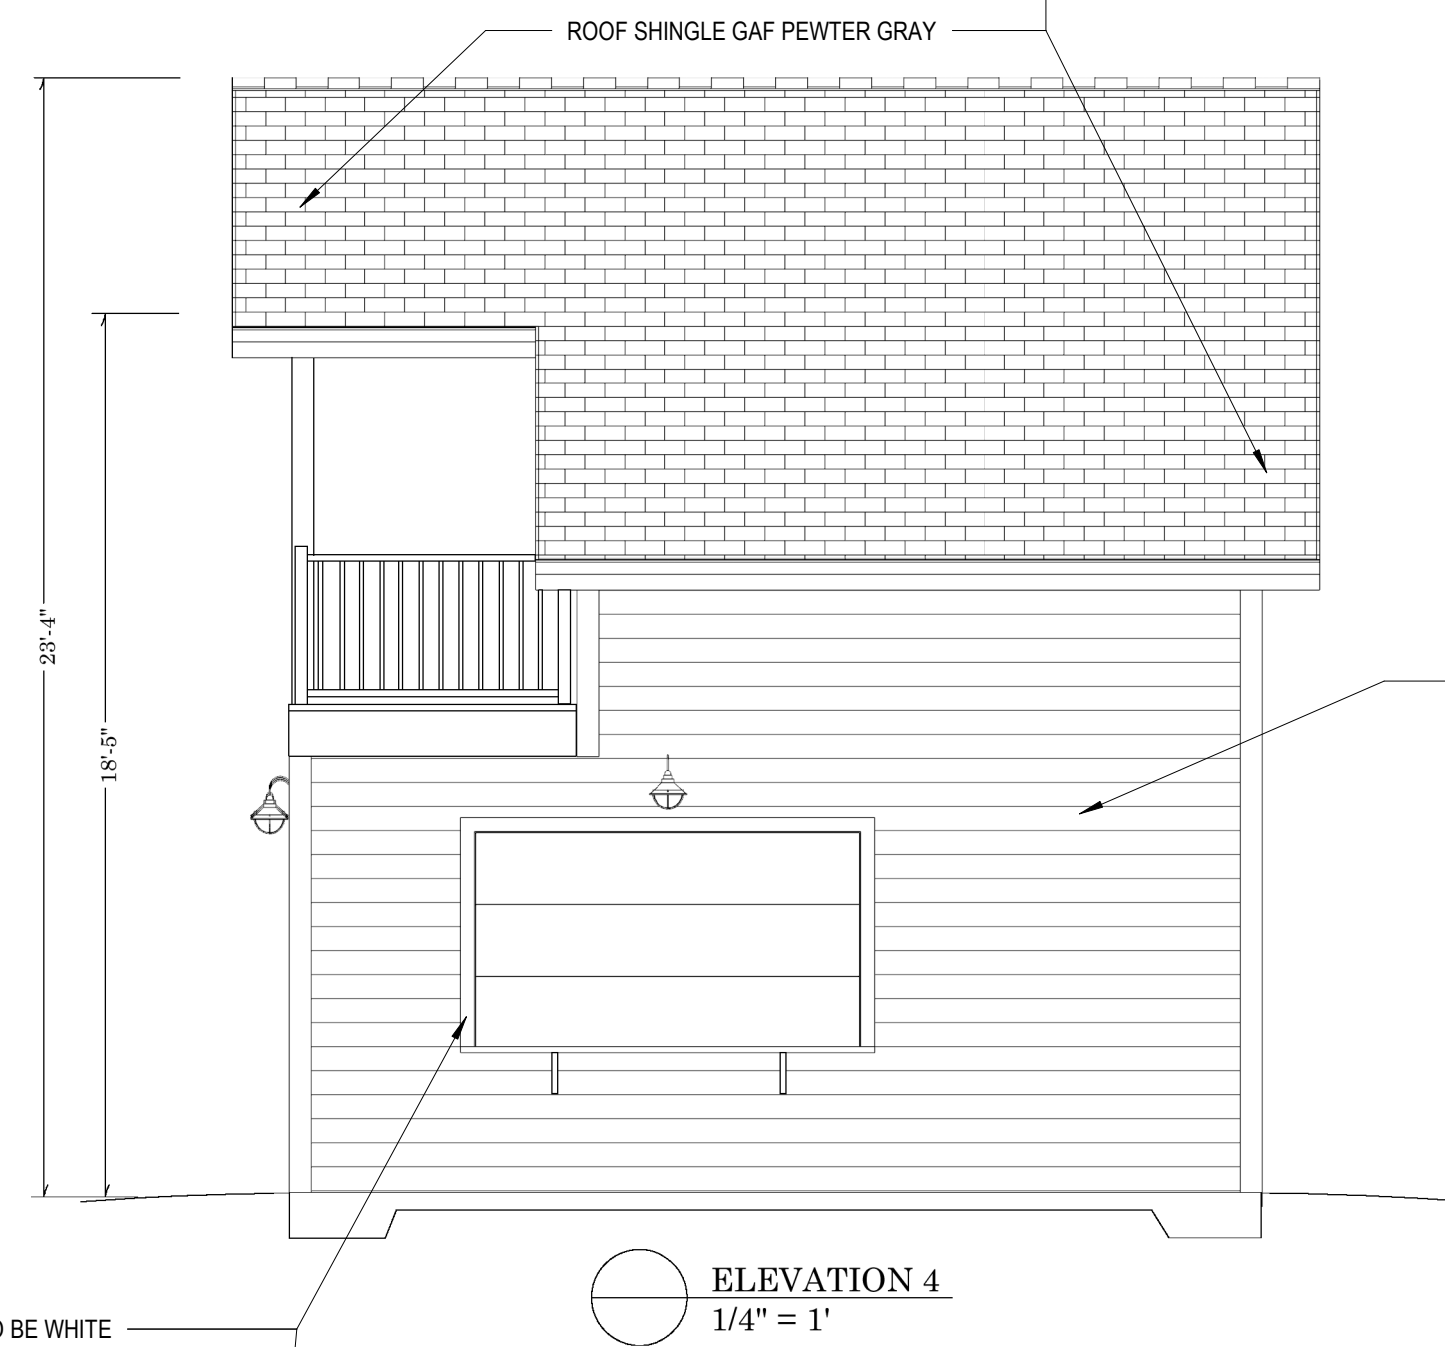 ROOF SHINGLE GAF PEWTER GRAY
23'-4"
18'-5"
ELEVATION 4
1/4" = 1'
BE WHITE